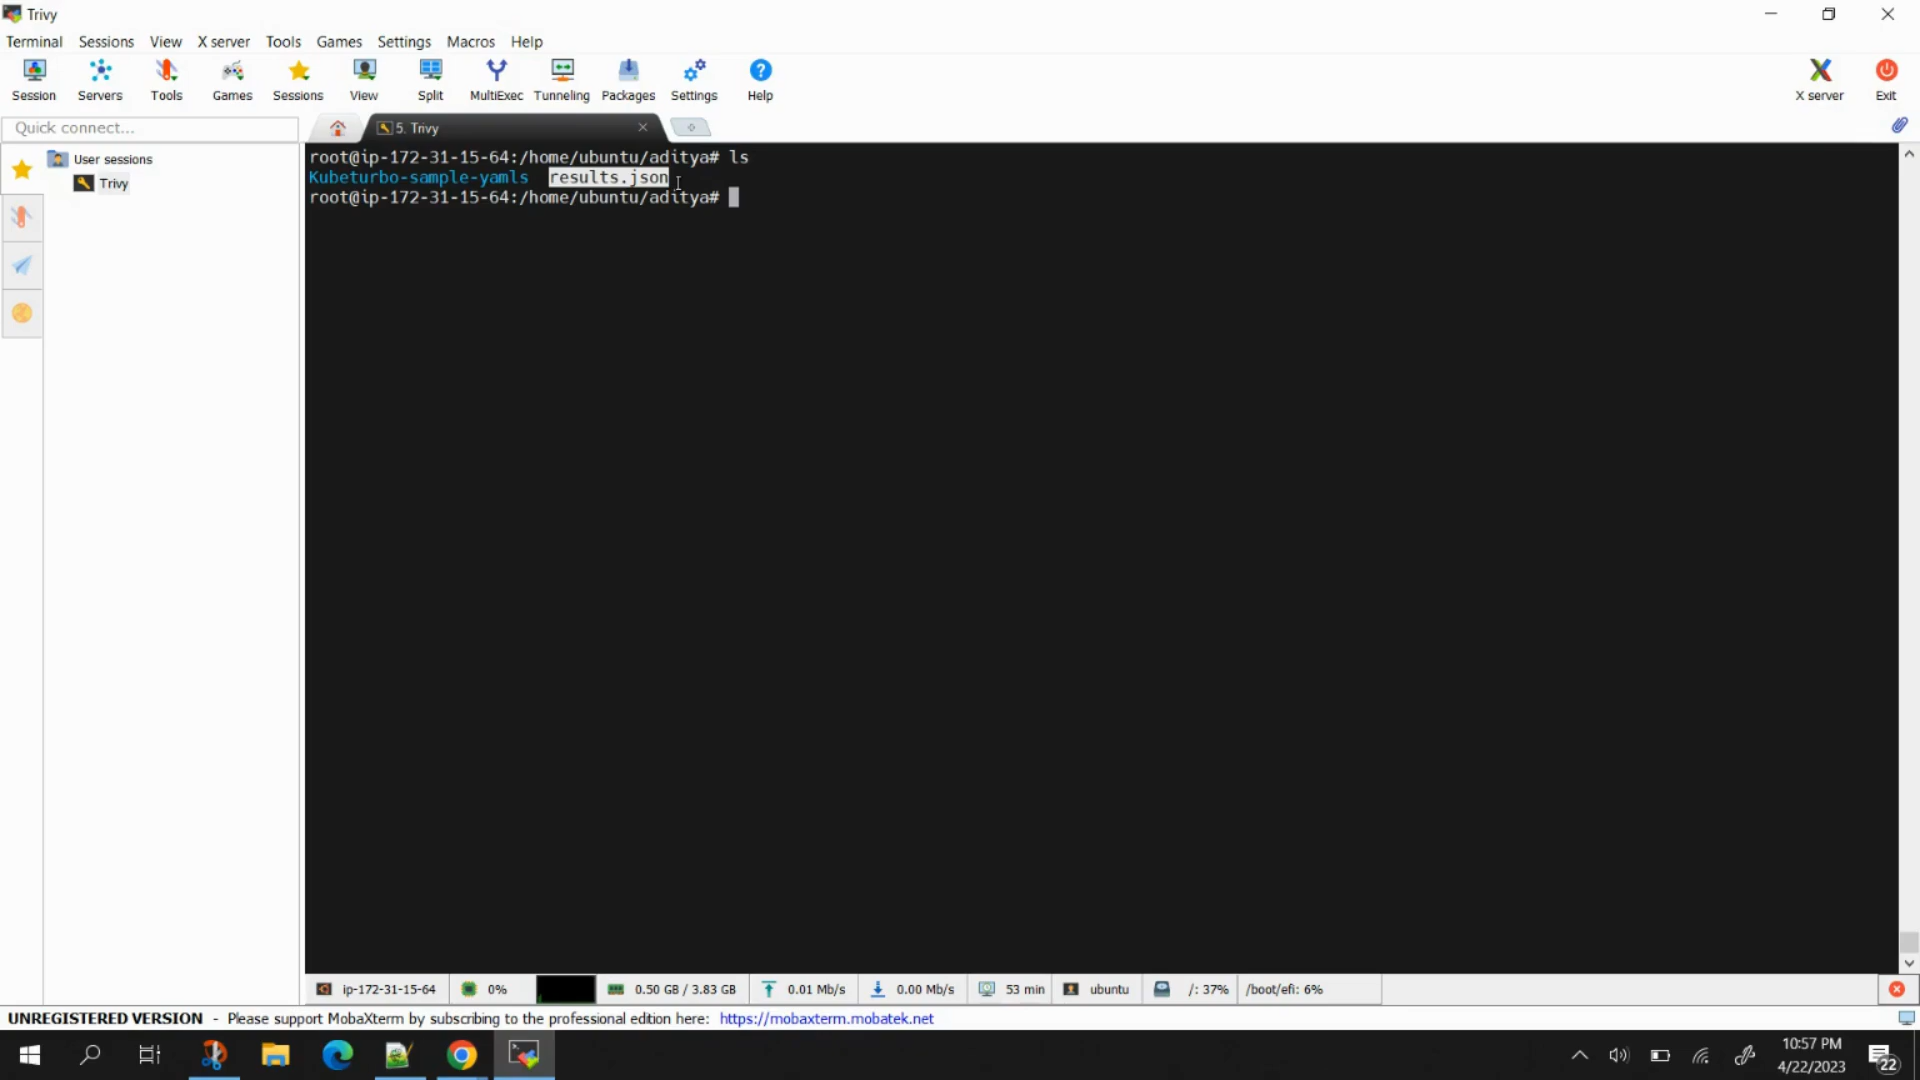 Trivy
Terminal Sessions View X server Tools Games Settings Macros Help
Session Servers Tools Games Sessions View Split MultiExec Tunneling Packages Settings Help X server Exit
Quick connect...
5. Trivy
User sessions
Trivy
root@ip-172-31-15-64:/home/ubuntu/aditya# ls
Kubeturbo-sample-yamls results.json
root@ip-172-31-15-64:/home/ubuntu/aditya#
ip-172-31-15-64 0% 0.50 GB / 3.83 GB 0.01 Mb/s 0.00 Mb/s 53 min ubuntu /: 37% /boot/efi: 6%
UNREGISTERED VERSION - Please support MobaXterm by subscribing to the professional edition here: https://mobaxterm.mobatek.net
10:57 PM
4/22/2023
22